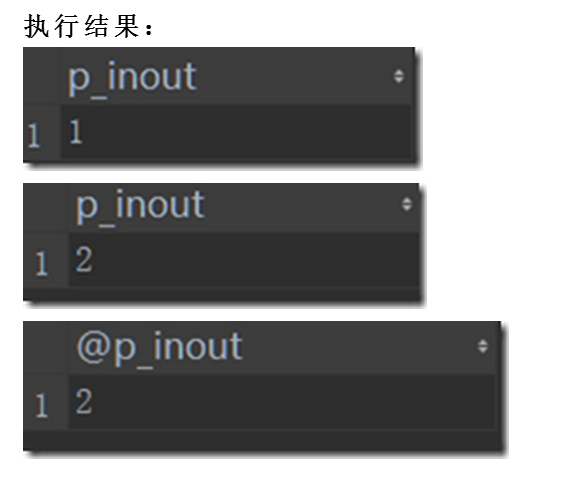 执行结果：
p_inout
1 1
p_inout
1 2
@p_inout
1 2